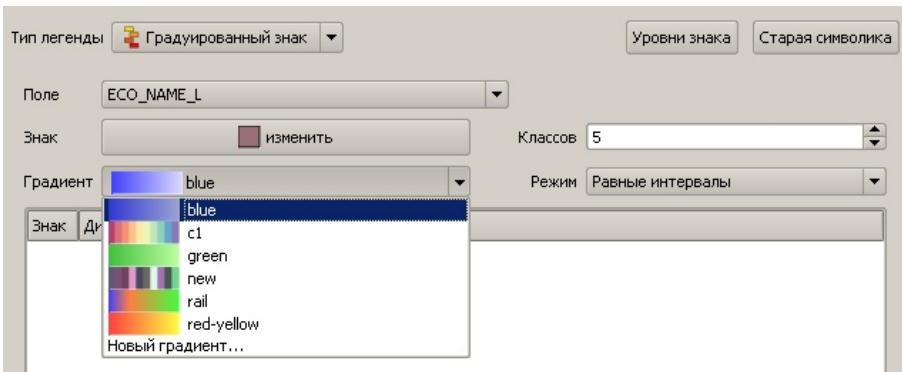 Тип легенды Градуированный знак Уровни знака Старая символика
Поле ECO_NAME_L
Знак изменить Классов 5
Градиент blue Режим Равные интервалы
Знак Ди
blue
c1
green
new
rail
red-yellow
Новый градиент...